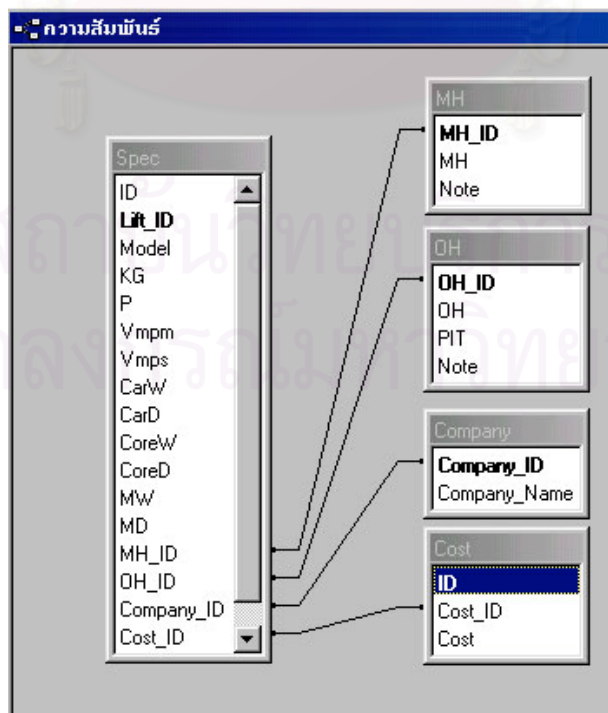 ความสัมพันธ์
Spec
ID
Lift_ID
Model
KG
P
Vmpm
Vmps
CarW
CarD
CoreW
CoreD
MW
MD
MH_ID
OH_ID
Company_ID
Cost_ID
MH
MH_ID
MH
Note
OH
OH_ID
OH
PIT
Note
Company
Company_ID
Company_Name
Cost
ID
Cost_ID
Cost